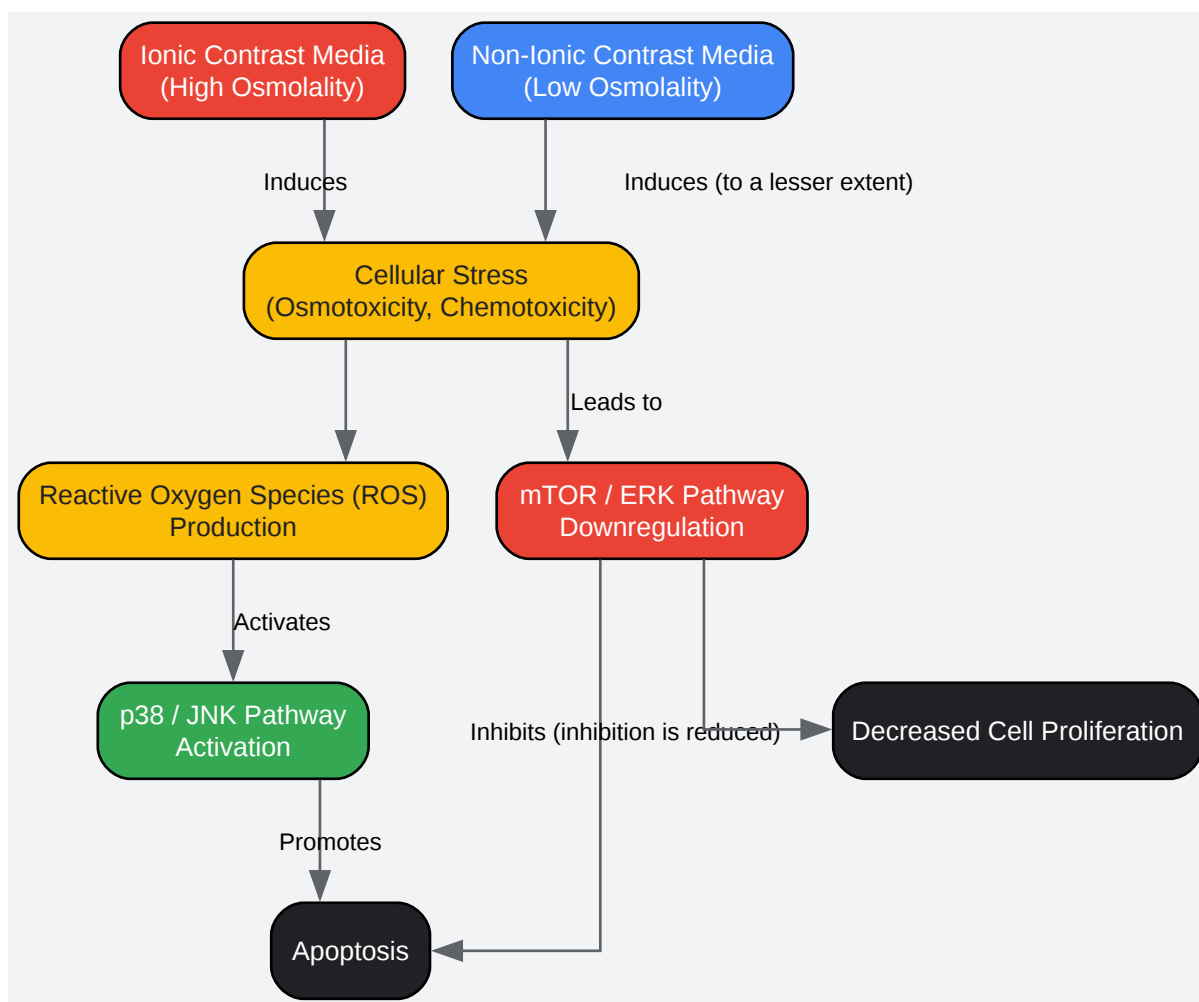 Ionic Contrast Media
(High Osmolality)
Non-Ionic Contrast Media
(Low Osmolality)
Induces
Induces (to a lesser extent)
Cellular Stress
(Osmotoxicity, Chemotoxicity)
Leads to
Reactive Oxygen Species (ROS)
Production
mTOR / ERK Pathway
Downregulation
Activates
p38 / JNK Pathway
Activation
Inhibits (inhibition is reduced)
Decreased Cell Proliferation
Promotes
Apoptosis